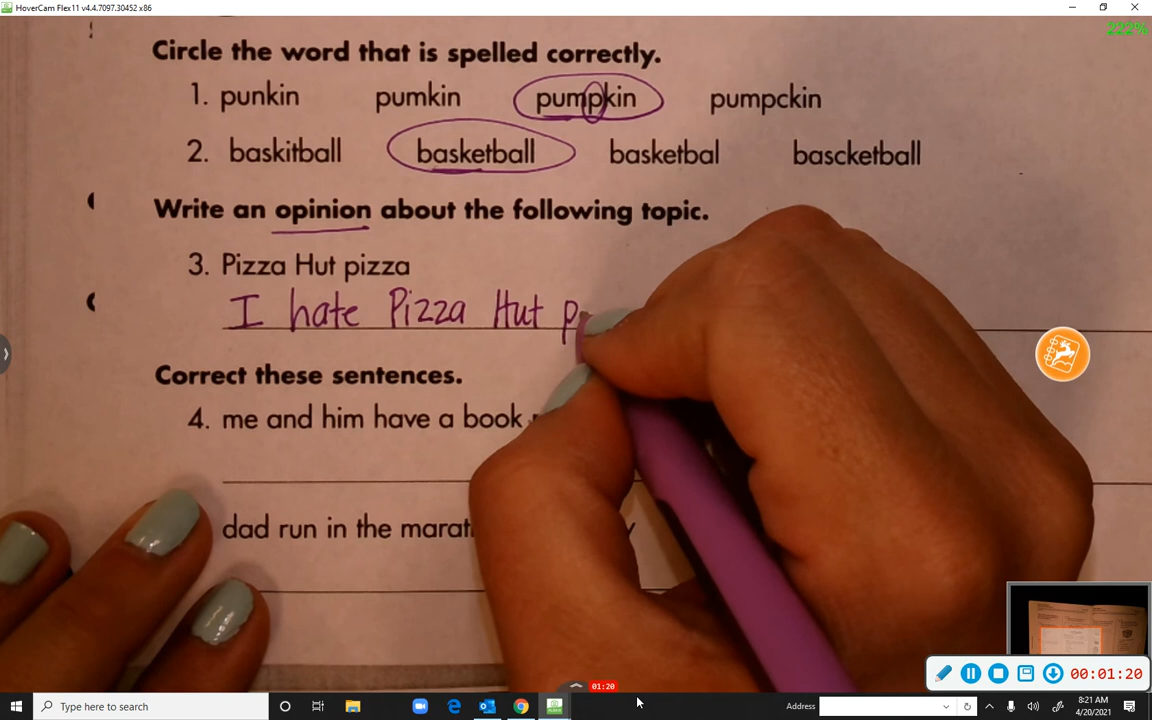 HoverCam Flex11 v4.4.7097.30452 x86
222%
Circle the word that is spelled correctly.
1. punkin pumkin pumpkin pumpckin
2. baskitball basketball basketbal bascketball
Write an opinion about the following topic.
3. Pizza Hut pizza
I hate Pizza Hut p
Correct these sentences.
4. me and him have a book
dad run in the marat
00:01:20
01:20
Type here to search
Address
8:21 AM
4/20/2021